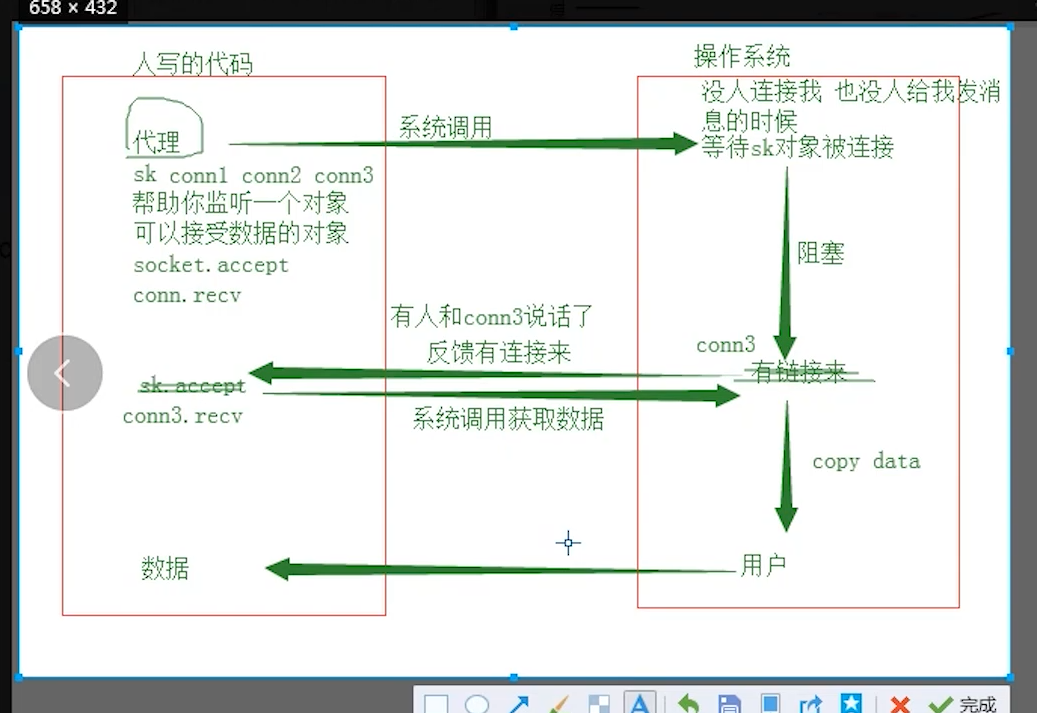 658 × 432
人写的代码
操作系统
没人连接我 也没人给我发消
息的时候
等待sk对象被连接
系统调用
代理
sk conn1 conn2 conn3
帮助你监听一个对象
可以接受数据的对象
socket.accept
conn.recv
阻塞
有人和conn3说话了
反馈有连接来
conn3
有链接来
sk.accept
conn3.recv
系统调用获取数据
copy data
数据
用户
完成